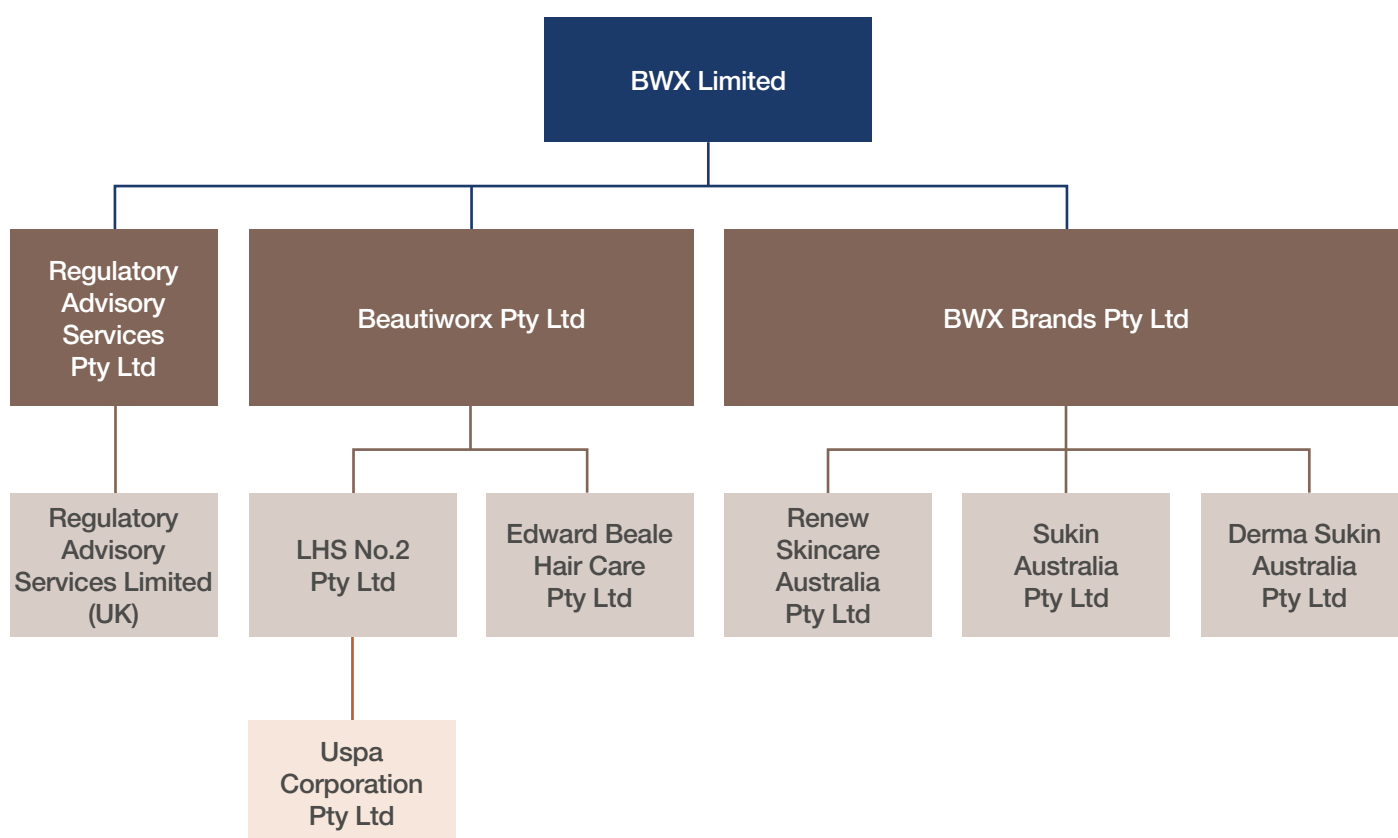 BWX Limited
Regulatory
Advisory
Services
Pty Ltd
Beautiworx Pty Ltd
BWX Brands Pty Ltd
Regulatory
Advisory
Services Limited
(UK)
LHS No.2
Pty Ltd
Edward Beale
Hair Care
Pty Ltd
Renew
Skincare
Australia
Pty Ltd
Sukin
Australia
Pty Ltd
Derma Sukin
Australia
Pty Ltd
Uspa
Corporation
Pty Ltd